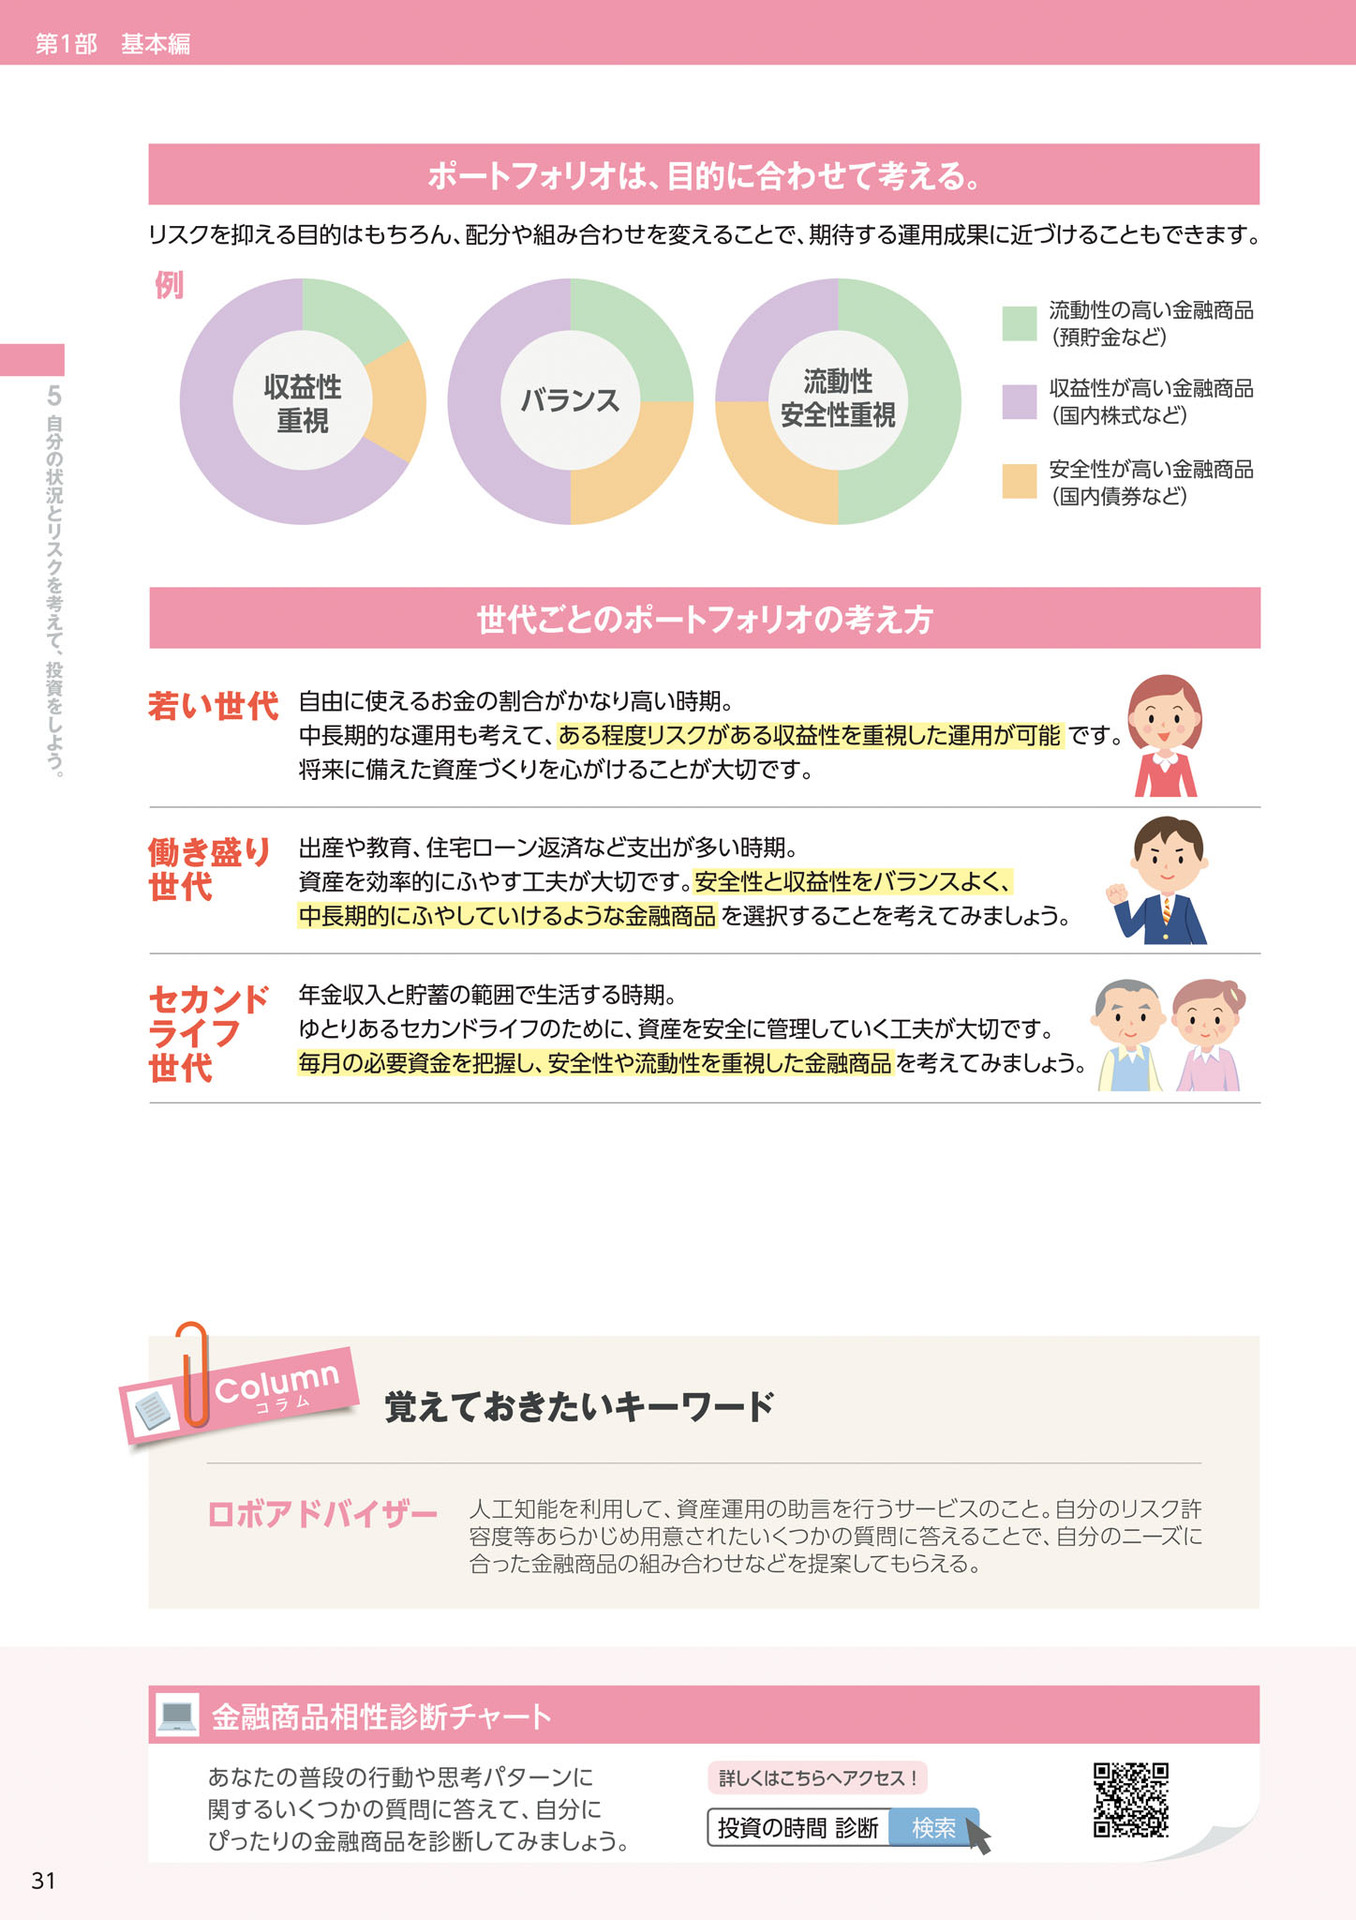 第1部 基本編
ポートフォリオは、目的に合わせて考える。
リスクを抑える目的はもちろん、配分や組み合わせを変えることで、期待する運用成果に近づけることもできます。
例
収益性
重視
バランス
流動性
安全性重視
流動性の高い金融商品
（預貯金など）
収益性が高い金融商品
（国内株式など）
安全性が高い金融商品
（国内債券など）
5 自分の状況とリスクを考えて、投資をしよう。
世代ごとのポートフォリオの考え方
若い世代
自由に使えるお金の割合がかなり高い時期。
中長期的な運用も考えて、ある程度リスクがある収益性を重視した運用が可能です。
将来に備えた資産づくりを心がけることが大切です。
働き盛り
世代
出産や教育、住宅ローン返済など支出が多い時期。
資産を効率的にふやす工夫が大切です。安全性と収益性をバランスよく、
中長期的にふやしていけるような金融商品を選択することを考えてみましょう。
セカンド
ライフ
世代
年金収入と貯蓄の範囲で生活する時期。
ゆとりあるセカンドライフのために、資産を安全に管理していく工夫が大切です。
毎月の必要資金を把握し、安全性や流動性を重視した金融商品を考えてみましょう。
Column
コラム
覚えておきたいキーワード
ロボアドバイザー
人工知能を利用して、資産運用の助言を行うサービスのこと。自分のリスク許
容度等あらかじめ用意されたいくつかの質問に答えることで、自分のニーズに
合った金融商品の組み合わせなどを提案してもらえる。
金融商品相性診断チャート
あなたの普段の行動や思考パターンに
関するいくつかの質問に答えて、自分に
ぴったりの金融商品を診断してみましょう。
詳しくはこちらへアクセス！
投資の時間 診断 検索
31